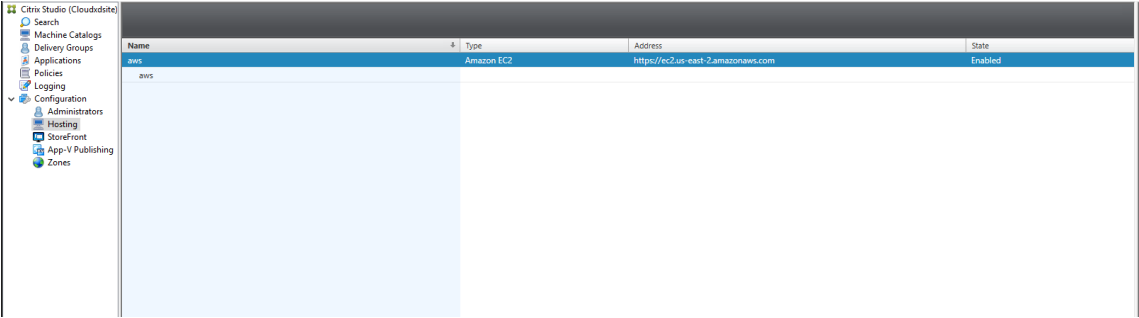 Citrix Studio (Cloudxdsite)
Search
Machine Catalogs
Delivery Groups
Applications
Policies
Logging
Configuration
Administrators
Hosting
StoreFront
App-V Publishing
Zones
Name Type Address State
aws Amazon EC2 https://ec2.us-east-2.amazonaws.com Enabled
aws